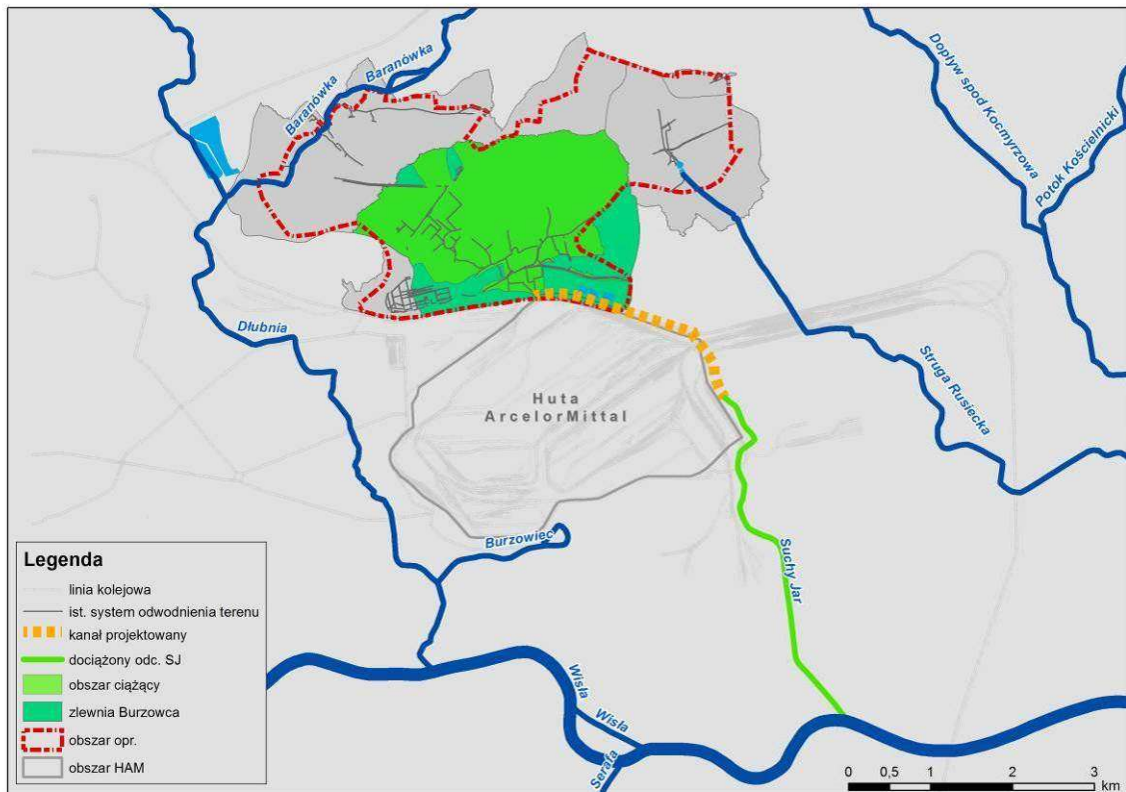 Baranówka
Baranówka
Dopływ spod Kocmyrzowa
Potok Kościelnicki
Dłubnia
Huta
ArcelorMittal
Struga Rusiecka
Burzowiec
Suchy Jar
Wisła
Wisła
Serafa
Legenda
linia kolejowa
ist. system odwodnienia terenu
kanał projektowany
dociążony odc. SJ
obszar ciążący
zlewnia Burzowca
obszar opr.
obszar HAM
0 0,5 1 2 3
km